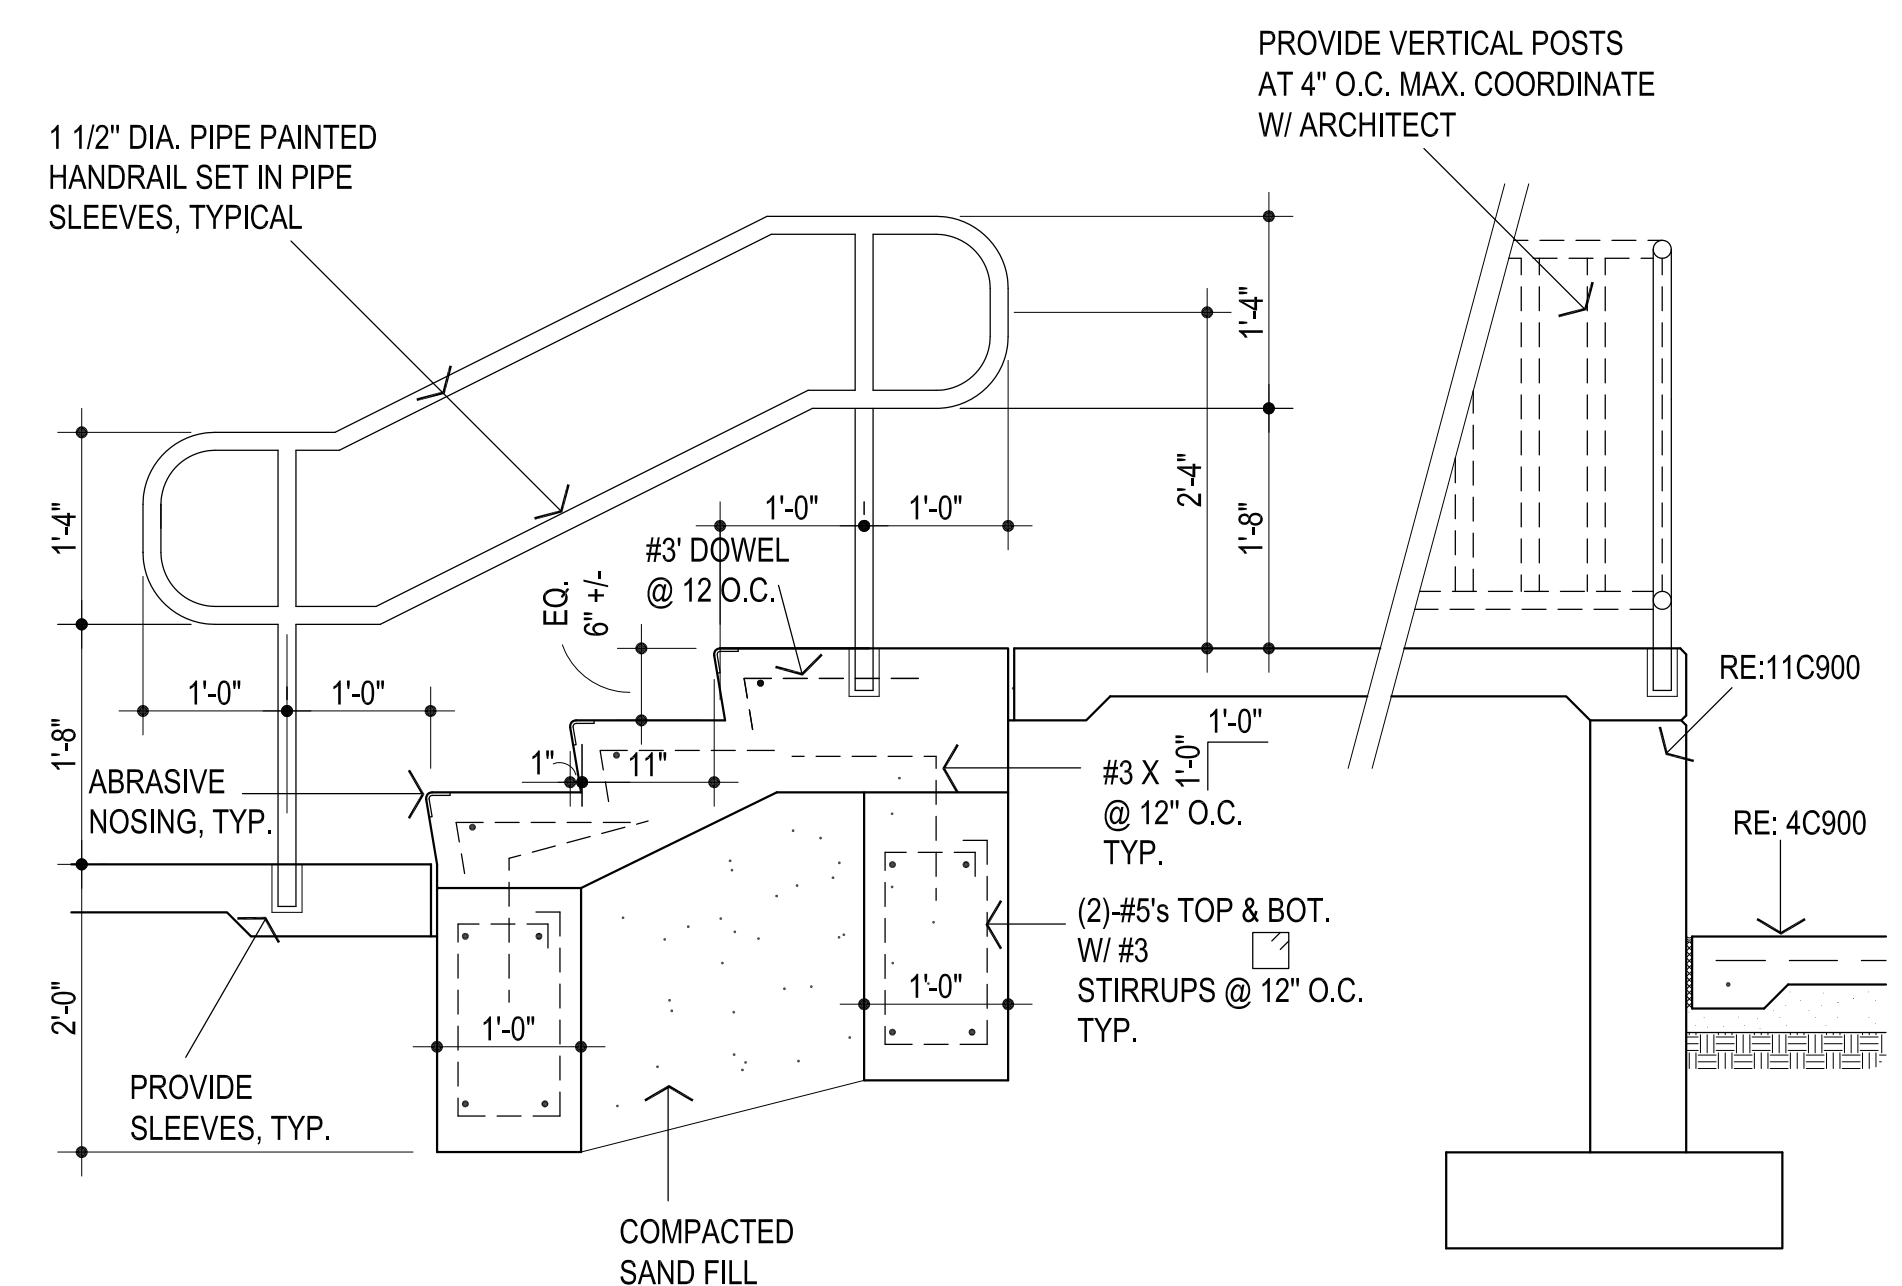 PROVIDE VERTICAL POSTS
AT 4" O.C. MAX. COORDINATE
W/ ARCHITECT
1 1/2" DIA. PIPE PAINTED
HANDRAIL SET IN PIPE
SLEEVES, TYPICAL
1'-4"
2'-4"
1'-8"
1'-4"
1'-8"
2'-0"
1'-0"
1'-0"
#3' DOWEL
@ 12 O.C.
EQ.
6" +/-
1'-0"
1'-0"
1"
11"
ABRASIVE
NOSING, TYP.
RE:11C900
1'-0"
1'-0"
#3 X
@ 12" O.C.
TYP.
RE: 4C900
(2)-#5's TOP & BOT.
W/ #3
STIRRUPS @ 12" O.C.
TYP.
1'-0"
1'-0"
PROVIDE
SLEEVES, TYP.
COMPACTED
SAND FILL